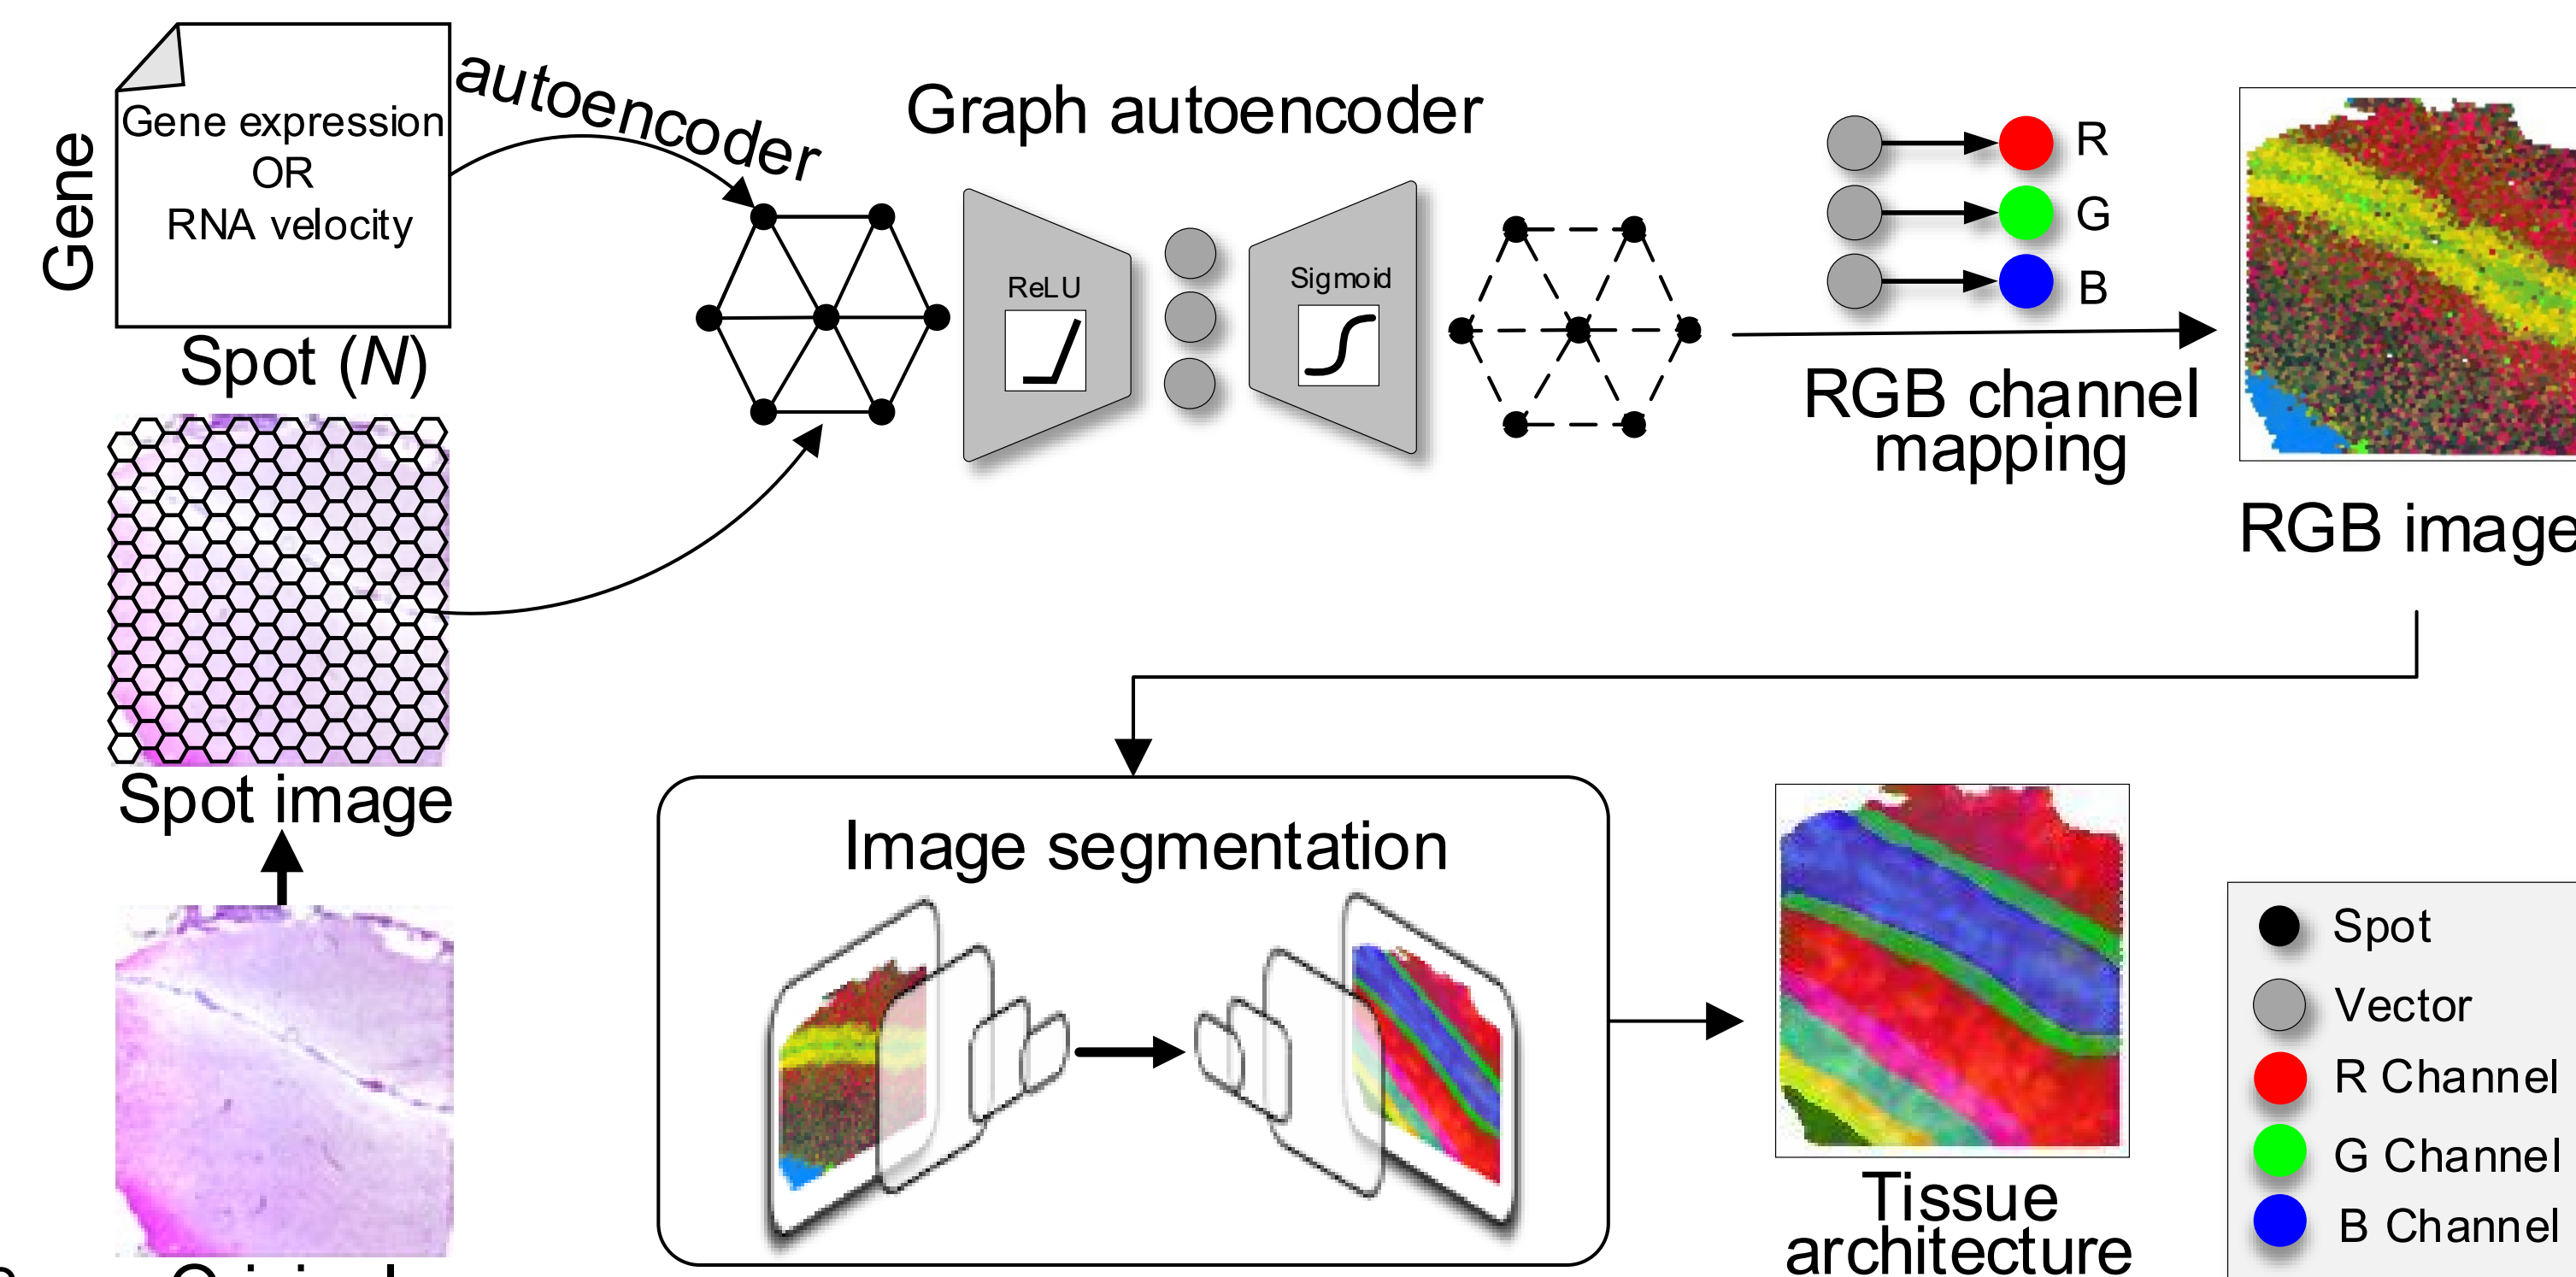 Gene
Gene expression
OR
RNA velocity
Spot (N)
autoencoder
Graph autoencoder
ReLU
Sigmoid
R
G
B
RGB channel
mapping
RGB image
Spot image
Image segmentation
Tissue
architecture
Spot
Vector
R Channel
G Channel
B Channel